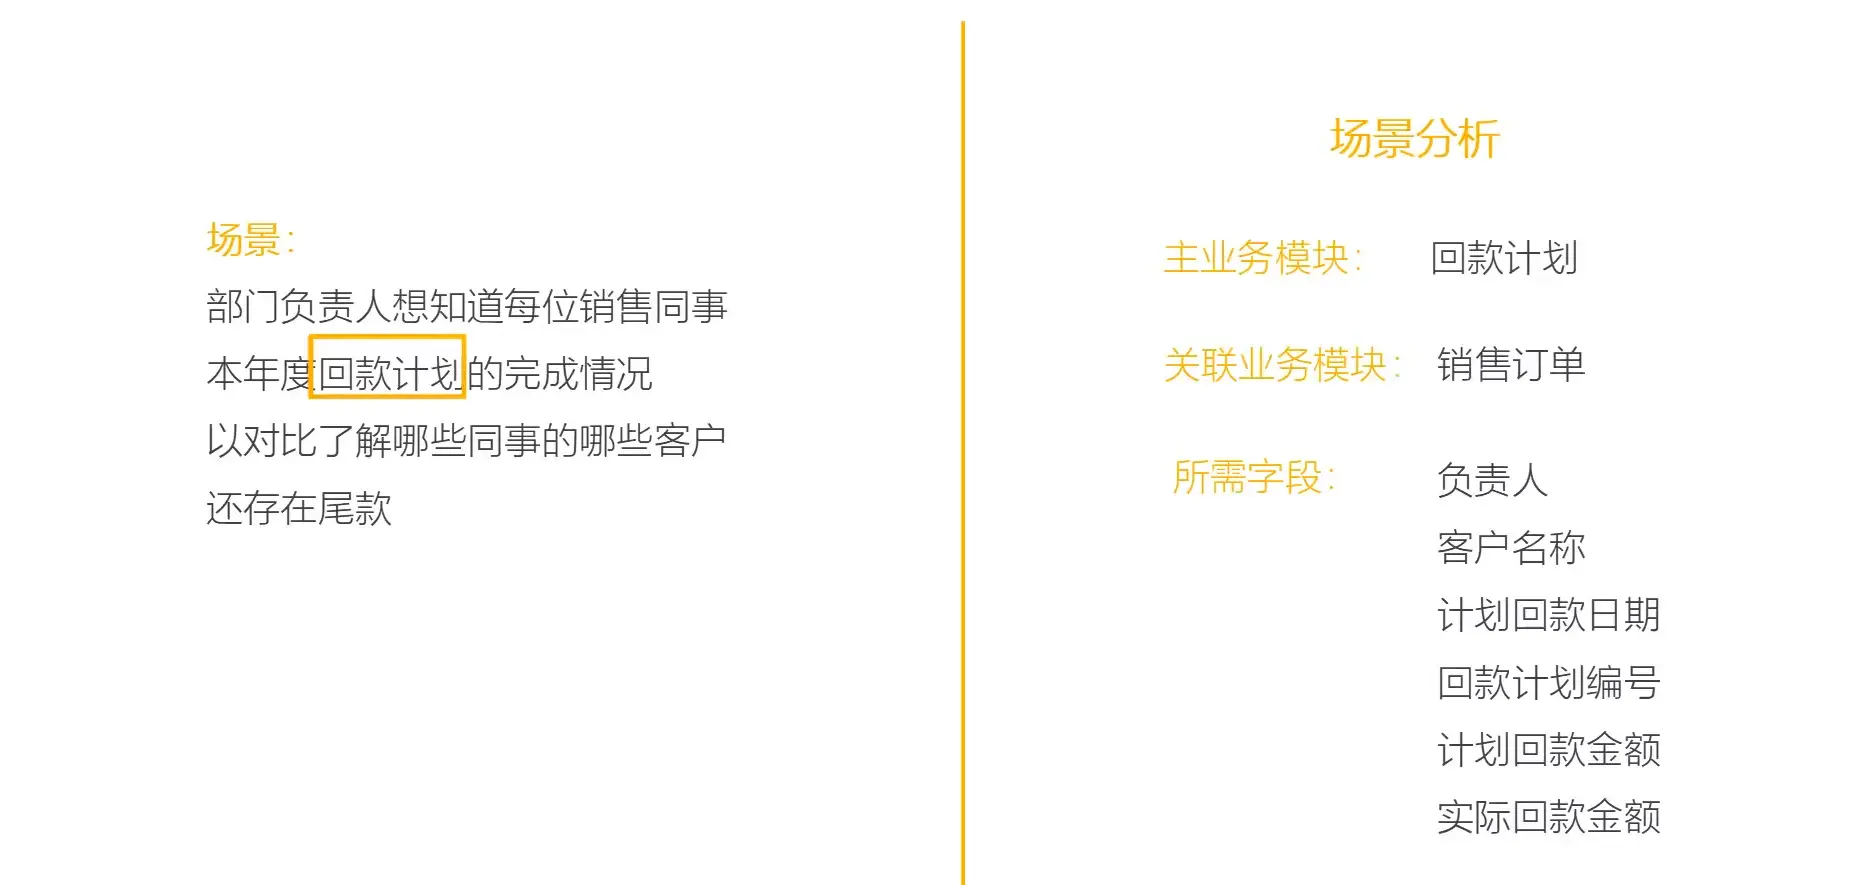 场景：
部门负责人想知道每位销售同事
本年度回款计划的完成情况
以对比了解哪些同事的哪些客户
还存在尾款
场景分析
主业务模块： 回款计划
关联业务模块： 销售订单
所需字段： 负责人
客户名称
计划回款日期
回款计划编号
计划回款金额
实际回款金额